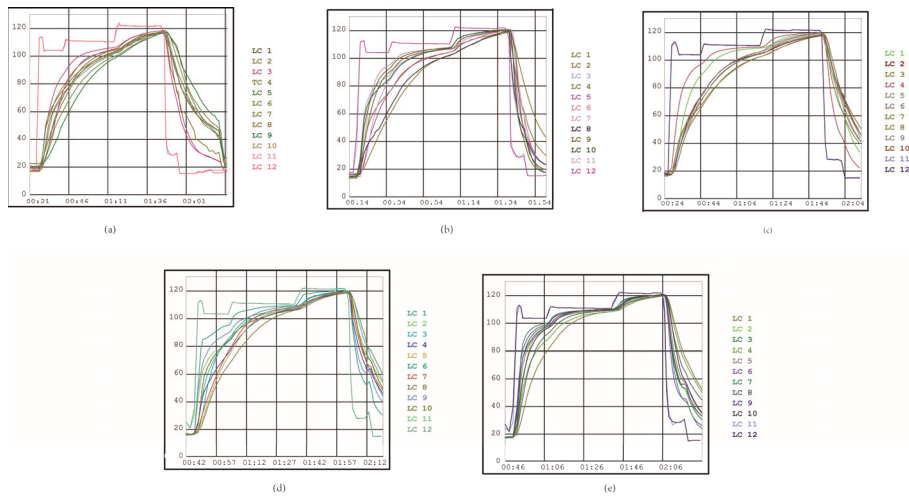 120
100
80
60
40
20
0
00:21 00:46 01:11 01:36 02:01
LC 1
LC 2
LC 3
TC 4
LC 5
LC 6
LC 7
LC 8
LC 9
LC 10
LC 11
LC 12
(a)
120
100
80
60
40
20
0
00:14 00:34 00:54 01:14 01:34 01:54
LC 1
LC 2
LC 3
LC 4
LC 5
LC 6
LC 7
LC 8
LC 9
LC 10
LC 11
LC 12
(b)
120
100
80
60
40
20
0
00:24 00:44 01:04 01:24 01:44 02:04
LC 1
LC 2
LC 3
LC 4
LC 5
LC 6
LC 7
LC 8
LC 9
LC 10
LC 11
LC 12
(c)
120
100
80
60
40
20
0
00:42 00:57 01:12 01:27 01:42 01:57 02:12
LC 1
LC 2
LC 3
LC 4
LC 5
LC 6
LC 7
LC 8
LC 9
LC 10
LC 11
LC 12
(d)
120
100
80
60
40
20
0
00:46 01:06 01:26 01:46 02:06
LC 1
LC 2
LC 3
LC 4
LC 5
LC 6
LC 7
LC 8
LC 9
LC 10
LC 11
LC 12
(e)